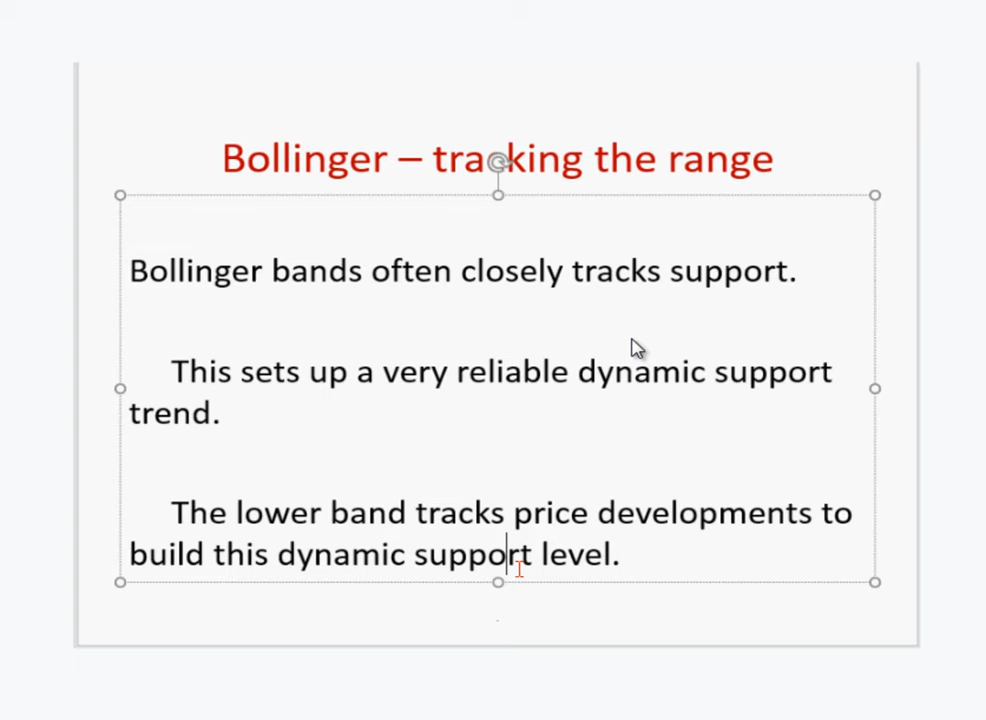 Bollinger – tracking the range
Bollinger bands often closely tracks support.
This sets up a very reliable dynamic support
trend.
The lower band tracks price developments to
build this dynamic support level.